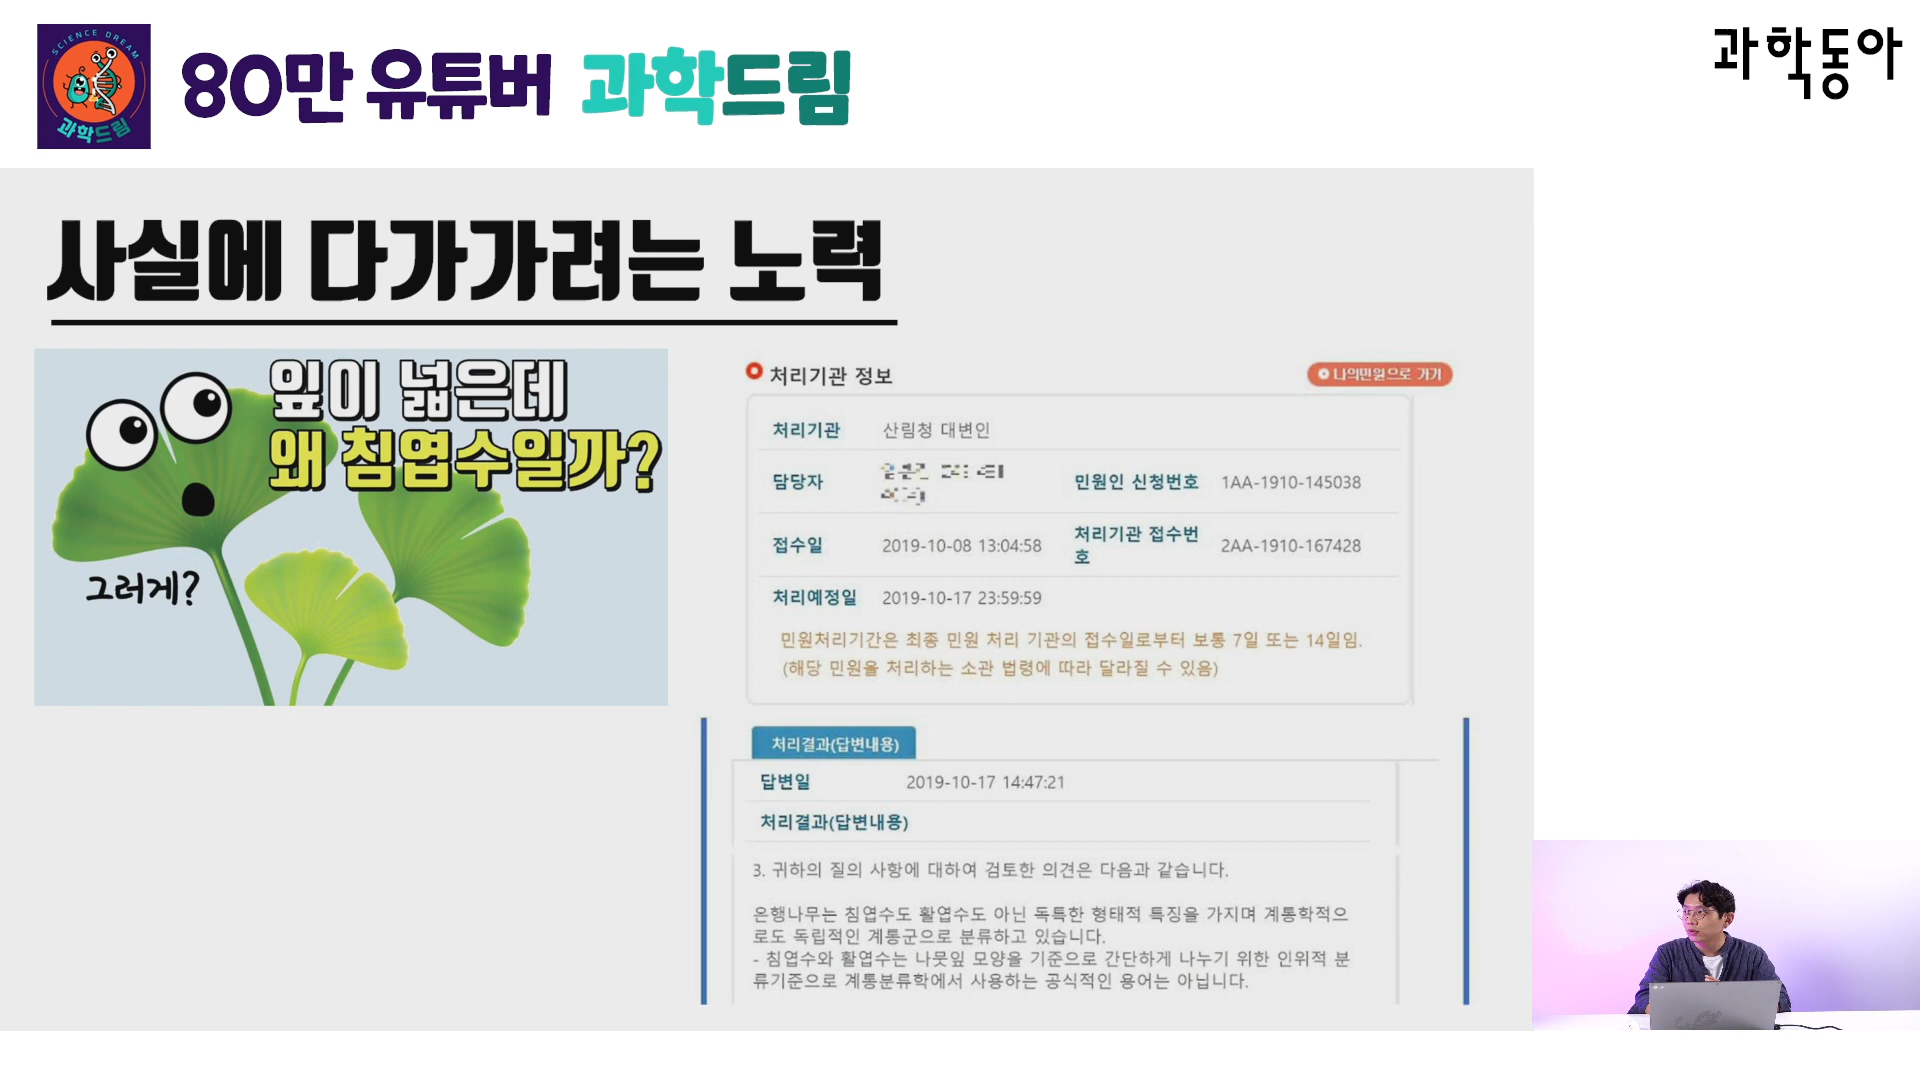 SCIENCE DREAM
과학드림
80만 유튜버 과학드림
과학동아
사실에 다가가려는 노력
잎이 넓은데
왜 침엽수일까?
그러게?
처리기관 정보
나의민원으로 가기
처리기관 산림청 대변인
담당자
민원인 신청번호 1AA-1910-145038
접수일 2019-10-08 13:04:58
처리기관 접수번
호
2AA-1910-167428
처리예정일 2019-10-17 23:59:59
민원처리기간은 최종 민원 처리 기관의 접수일로부터 보통 7일 또는 14일임.
(해당 민원을 처리하는 소관 법령에 따라 달라질 수 있음)
처리결과(답변내용)
답변일 2019-10-17 14:47:21
처리결과(답변내용)
3. 귀하의 질의 사항에 대하여 검토한 의견은 다음과 같습니다.
은행나무는 침엽수도 활엽수도 아닌 독특한 형태적 특징을 가지며 계통학적으
로도 독립적인 계통군으로 분류하고 있습니다.
- 침엽수와 활엽수는 나뭇잎 모양을 기준으로 간단하게 나누기 위한 인위적 분
류기준으로 계통분류학에서 사용하는 공식적인 용어는 아닙니다.